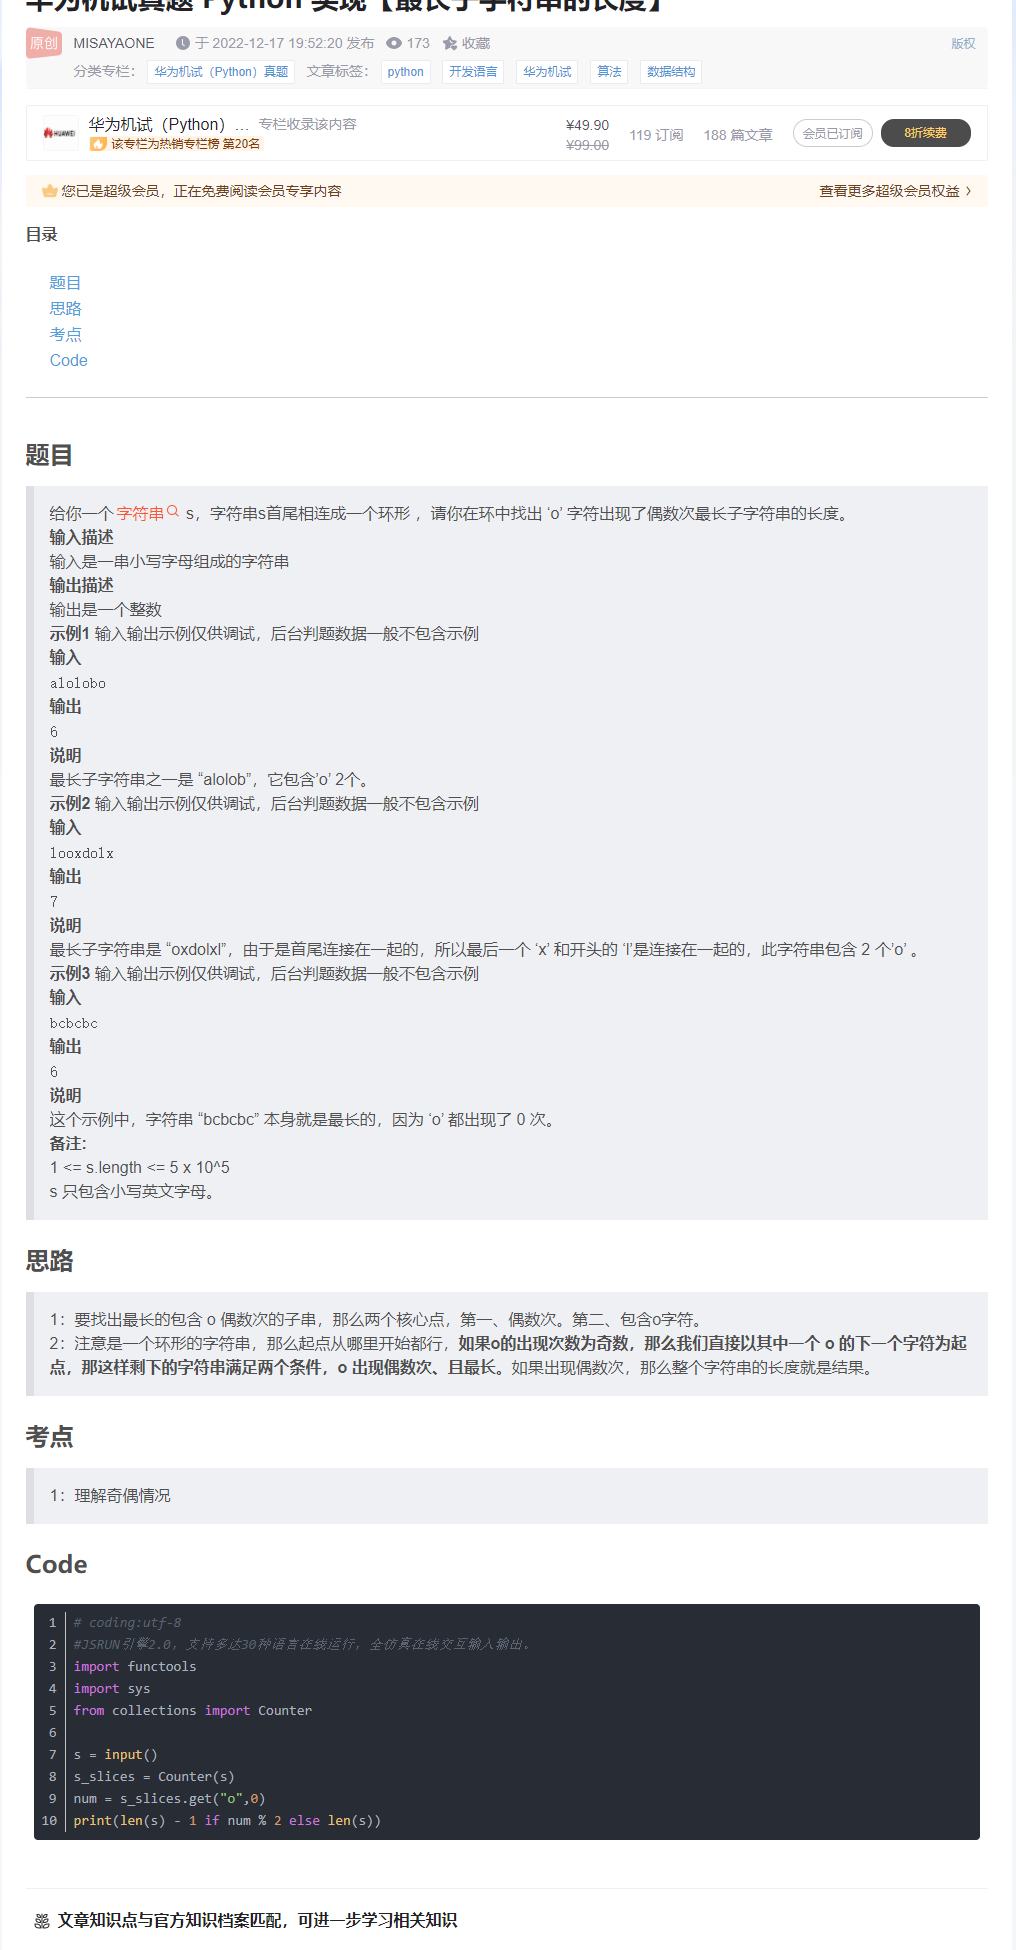 华为机试真题 Python 实现【最长子字符串的长度】
原创 MISAYAONE 于 2022-12-17 19:52:20 发布 173 收藏 版权
分类专栏： 华为机试（Python）真题 文章标签： python 开发语言 华为机试 算法 数据结构
HUAWEI 华为机试（Python）... 专栏收录该内容
该专栏为热销专栏榜 第20名
¥49.90
¥99.00
119 订阅 188 篇文章 会员已订阅 8折续费
您已是超级会员，正在免费阅读会员专享内容 查看更多超级会员权益 >
目录
题目
思路
考点
Code
题目
给你一个 字符串 s，字符串s首尾相连成一个环形 ，请你在环中找出 ‘o’ 字符出现了偶数次最长子字符串的长度。
输入描述
输入是一串小写字母组成的字符串
输出描述
输出是一个整数
示例1 输入输出示例仅供调试，后台判题数据一般不包含示例
输入
alolobo
输出
6
说明
最长子字符串之一是 “alolob”，它包含’o’ 2个。
示例2 输入输出示例仅供调试，后台判题数据一般不包含示例
输入
looxdolx
输出
7
说明
最长子字符串是 “oxdolxl”，由于是首尾连接在一起的，所以最后一个 ‘x’ 和开头的 ‘l’是连接在一起的，此字符串包含 2 个’o’ 。
示例3 输入输出示例仅供调试，后台判题数据一般不包含示例
输入
bcbcbc
输出
6
说明
这个示例中，字符串 “bcbcbc” 本身就是最长的，因为 ‘o’ 都出现了 0 次。
备注:
1 <= s.length <= 5 x 10^5
s 只包含小写英文字母。
思路
1：要找出最长的包含 o 偶数次的子串，那么两个核心点，第一、偶数次。第二、包含o字符。
2：注意是一个环形的字符串，那么起点从哪里开始都行，如果o的出现次数为奇数，那么我们直接以其中一个 o 的下一个字符为起
点，那这样剩下的字符串满足两个条件，o 出现偶数次、且最长。如果出现偶数次，那么整个字符串的长度就是结果。
考点
1：理解奇偶情况
Code
1 # coding:utf-8
2 #JSRUN引擎2.0，支持多达30种语言在线运行，全仿真在线交互输入输出。
3 import functools
4 import sys
5 from collections import Counter
6
7 s = input()
8 s_slices = Counter(s)
9 num = s_slices.get("o",0)
10 print(len(s) - 1 if num % 2 else len(s))
文章知识点与官方知识档案匹配，可进一步学习相关知识